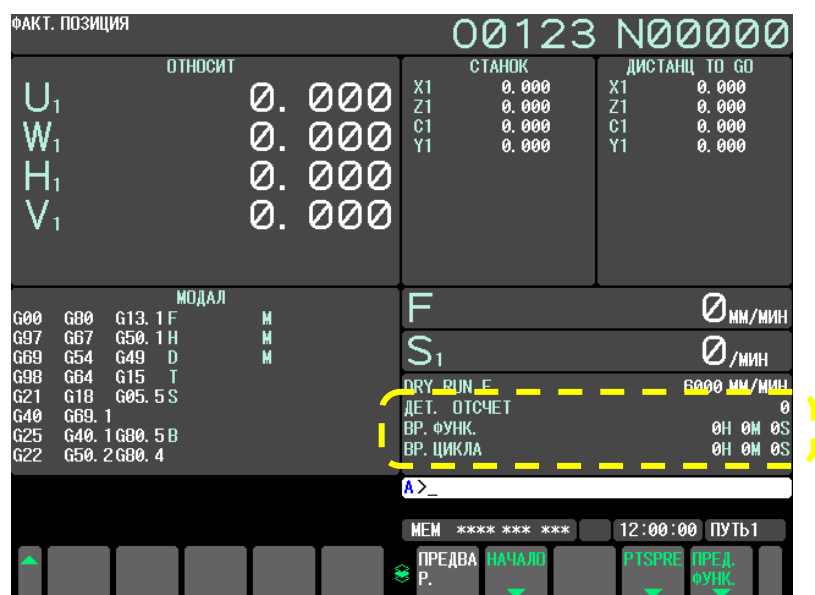 ФАКТ. ПОЗИЦИЯ
O0123 N00000
ОТНОСИТ
U1 0. 000
W1 0. 000
H1 0. 000
V1 0. 000
СТАНОК
X1 0. 000
Z1 0. 000
C1 0. 000
Y1 0. 000
ДИСТАНЦ TO GO
X1 0. 000
Z1 0. 000
C1 0. 000
Y1 0. 000
МОДАЛ
G00 G80 G13. 1 F M
G97 G67 G50. 1 H M
G69 G54 G49 D M
G98 G64 G15 T
G21 G18 G05. 5 S
G40 G69. 1
G25 G40. 1 G80. 5 B
G22 G50. 2 G80. 4
F 0 ММ/МИН
S1 0 /МИН
DRY RUN F 6000 ММ/МИН
ДЕТ. ОТСЧЕТ 0
ВР. ФУНК. 0H 0M 0S
ВР. ЦИКЛА 0H 0M 0S
A>_
MEM **** *** *** 12:00:00 ПУТЬ1
ПРЕДВА НАЧАЛО PTSPRE ПРЕД.
Р. ФУНК.